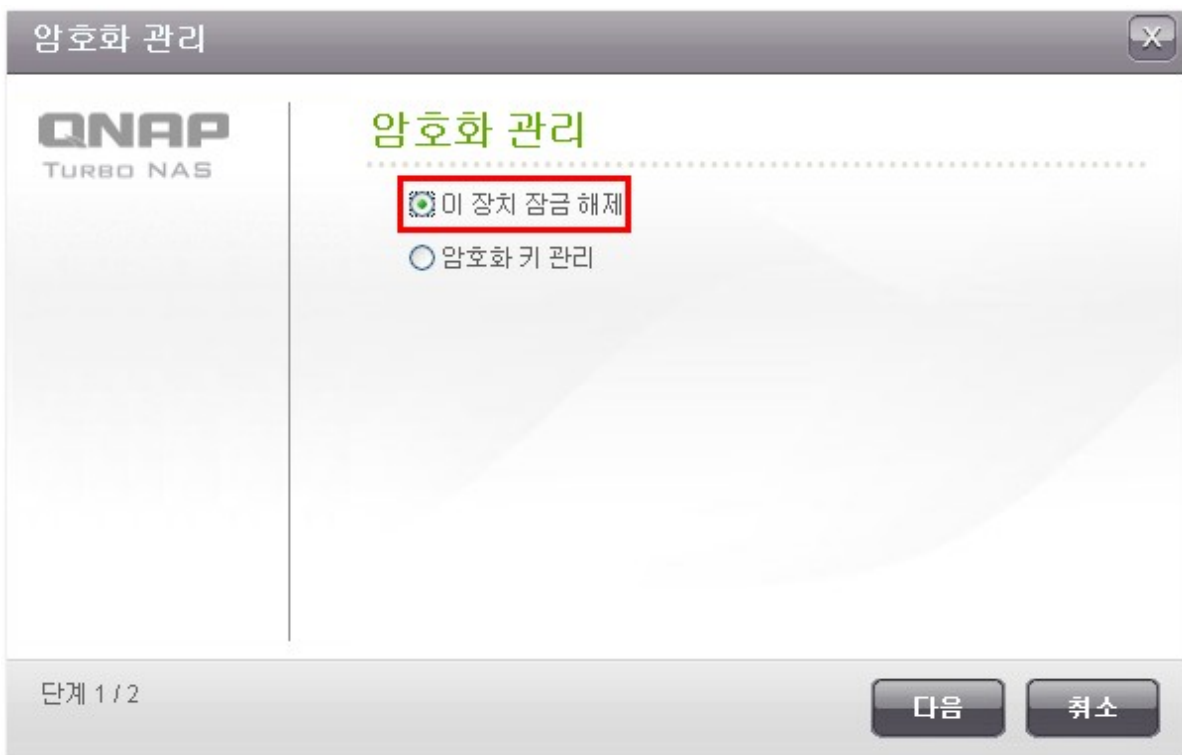 암호화 관리
X
QNAP
TURBO NAS
암호화 관리
이 장치 잠금 해제
암호화 키 관리
단계 1 / 2
다음
취소